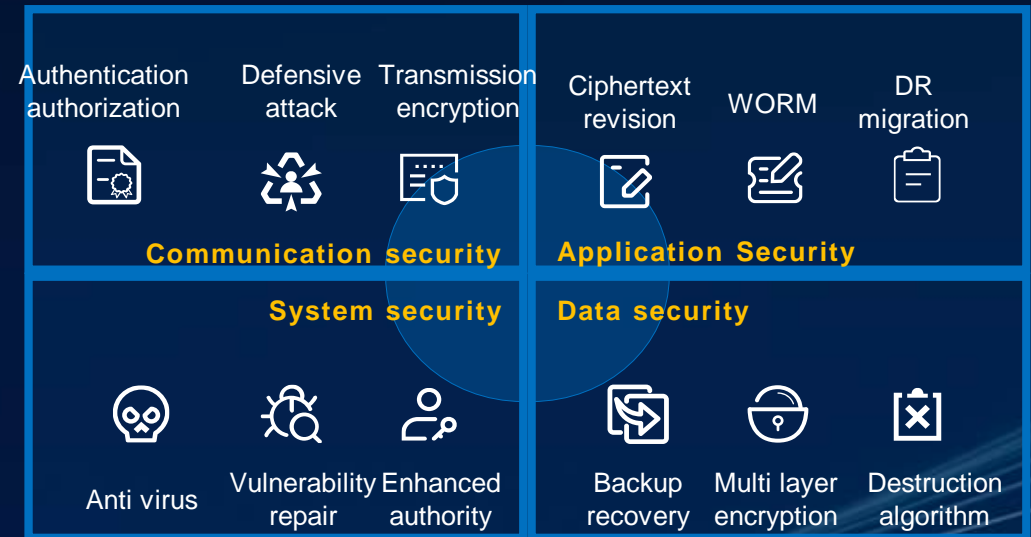 Authentication
authorization
Defensive
attack
Transmission
encryption
Ciphertext
revision
WORM
DR
migration
Communication security
Application Security
System security
Data security
Anti virus
Vulnerability
repair
Enhanced
authority
Backup
recovery
Multi layer
encryption
Destruction
algorithm